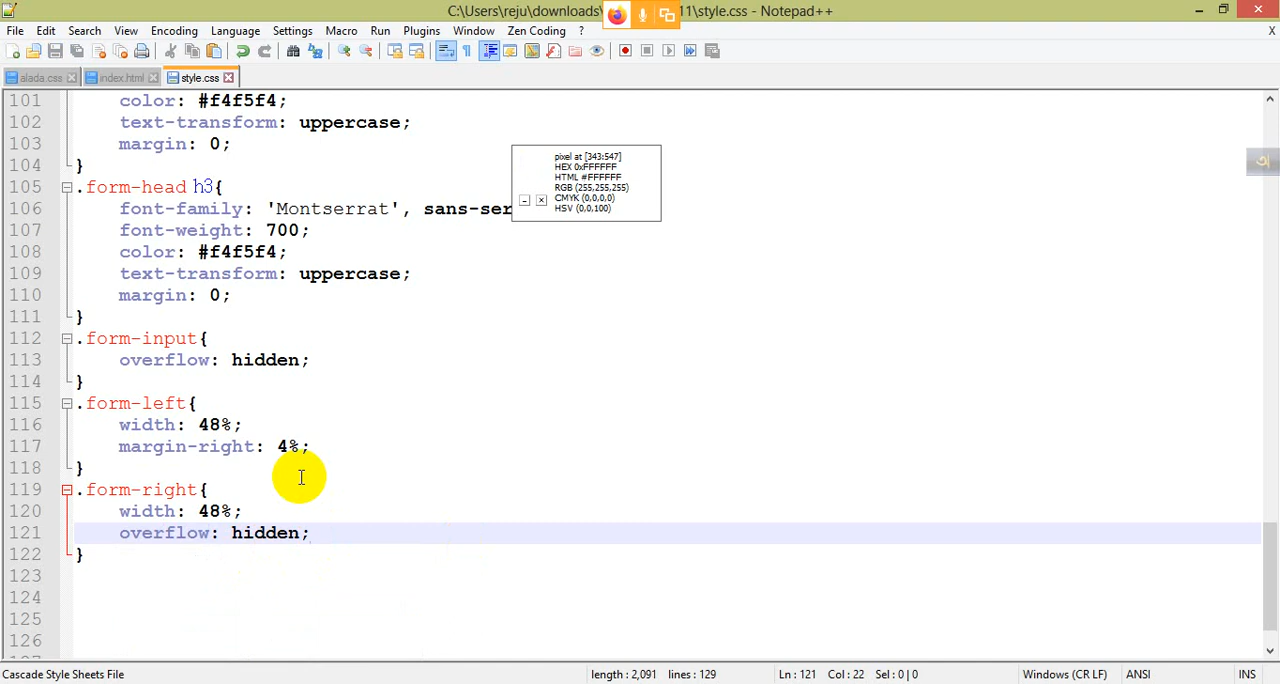 C:\Users\reju\downloads\ 11\style.css - Notepad++
File Edit Search View Encoding Language Settings Macro Run Plugins Window Zen Coding ? X
alada.css index.html style.css
101 color: #f4f5f4;
102 text-transform: uppercase;
103 margin: 0;
104 }
105 .form-head h3{
106 font-family: 'Montserrat', sans-ser
107 font-weight: 700;
108 color: #f4f5f4;
109 text-transform: uppercase;
110 margin: 0;
111 }
112 .form-input{
113 overflow: hidden;
114 }
115 .form-left{
116 width: 48%;
117 margin-right: 4%;
118 }
119 .form-right{
120 width: 48%;
121 overflow: hidden;
122 }
123
124
125
126
pixel at [343:547]
HEX 0xFFFFFF
HTML #FFFFFF
RGB (255,255,255)
CMYK (0,0,0,0)
HSV (0,0,100)
Cascade Style Sheets File length : 2,091 lines : 129 Ln : 121 Col : 22 Sel : 0 | 0 Windows (CR LF) ANSI INS